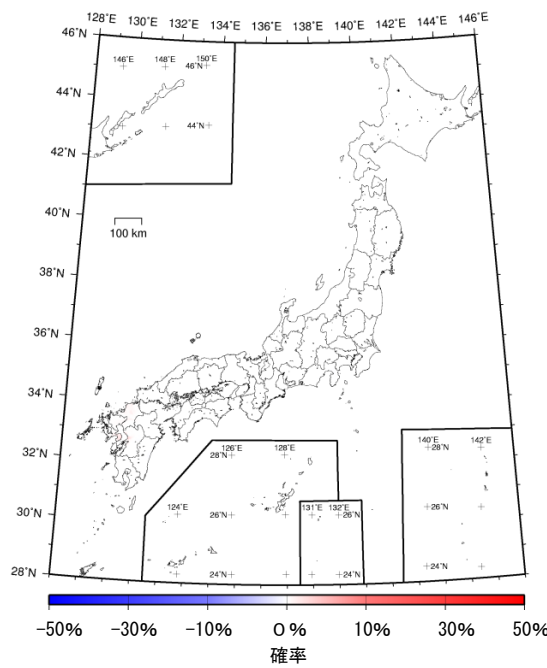 128˚E 130˚E 132˚E 134˚E 136˚E 138˚E 140˚E 142˚E 144˚E 146˚E
46˚N
146˚E 148˚E 150˚E
46˚N
44˚N
44˚N
42˚N
100 km
40˚N
38˚N
36˚N
34˚N
32˚N
126˚E 128˚E
28˚N
140˚E 142˚E
28˚N
30˚N
124˚E
26˚N
131˚E 132˚E
26˚N
26˚N
28˚N
24˚N
24˚N
24˚N
-50% -30% -10% 0% 10% 30% 50%
確率